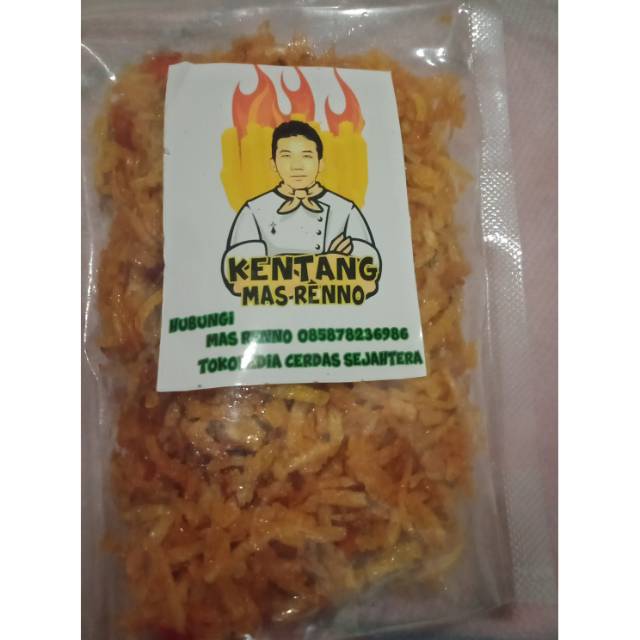 KENTANG
MAS-RENNO
HUBUNGI
MAS RENNO 085878236986
TOKOPEDIA CERDAS SEJAHTERA